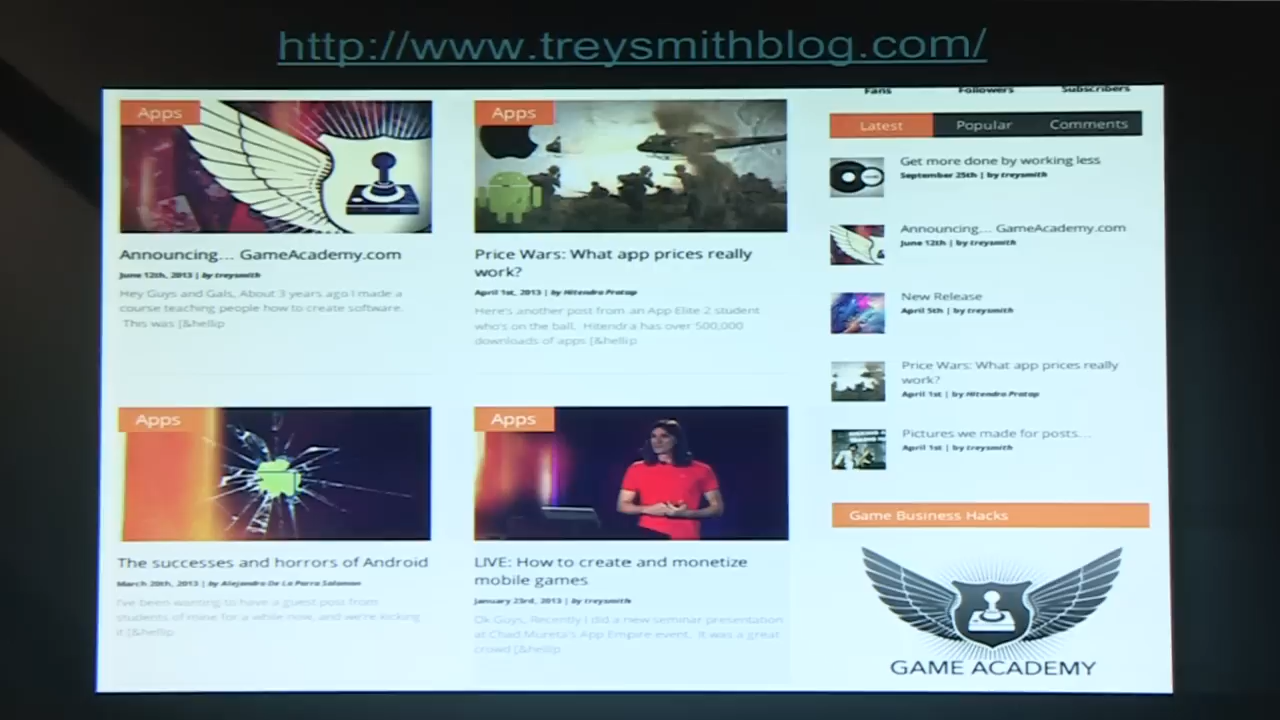 http://www.treysmithblog.com/
Apps
Announcing... GameAcademy.com
June 12th, 2013 | by treysmith
Hey Guys and Gals, About 3 years ago I made a
course teaching people how to create software.
This was [&hellip
Apps
Price Wars: What app prices really
work?
April 1st, 2013 | by Hitendra Pratap
Here's another post from an App Elite 2 student
who's on the ball. Hitendra has over 500,000
downloads of apps [&hellip
Apps
The successes and horrors of Android
March 20th, 2013 | by Alejandro De La Parra Solomon
I've been wanting to have a guest post from
students of mine for a while now, and we're kicking
it [&hellip
Apps
LIVE: How to create and monetize
mobile games
January 23rd, 2013 | by treysmith
Ok Guys, Recently I did a new seminar presentation
at Chad Mureta's App Empire event. It was a great
crowd [&hellip
Fans Followers Subscribers
Latest Popular Comments
Get more done by working less
September 25th | by treysmith
Announcing... GameAcademy.com
June 12th | by treysmith
New Release
April 5th | by treysmith
Price Wars: What app prices really
work?
April 1st | by Hitendra Pratap
Pictures we made for posts...
April 1st | by treysmith
Game Business Hacks
GAME ACADEMY